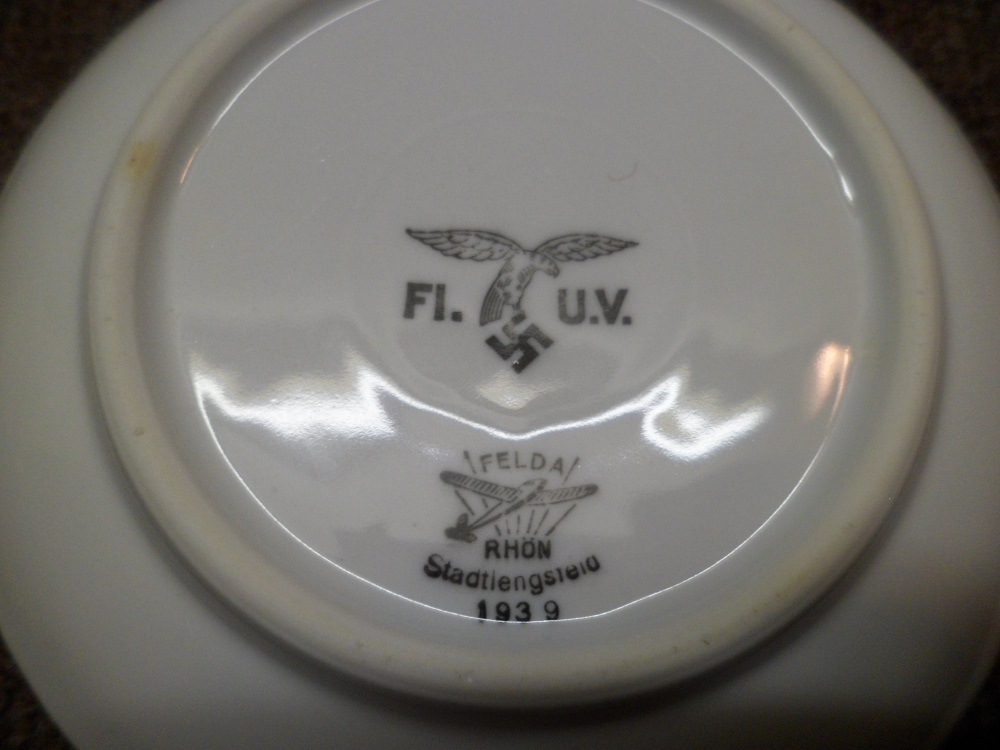 Fl. U.V.
FELDA
RHÖN
Stadtlengsfeld
1939